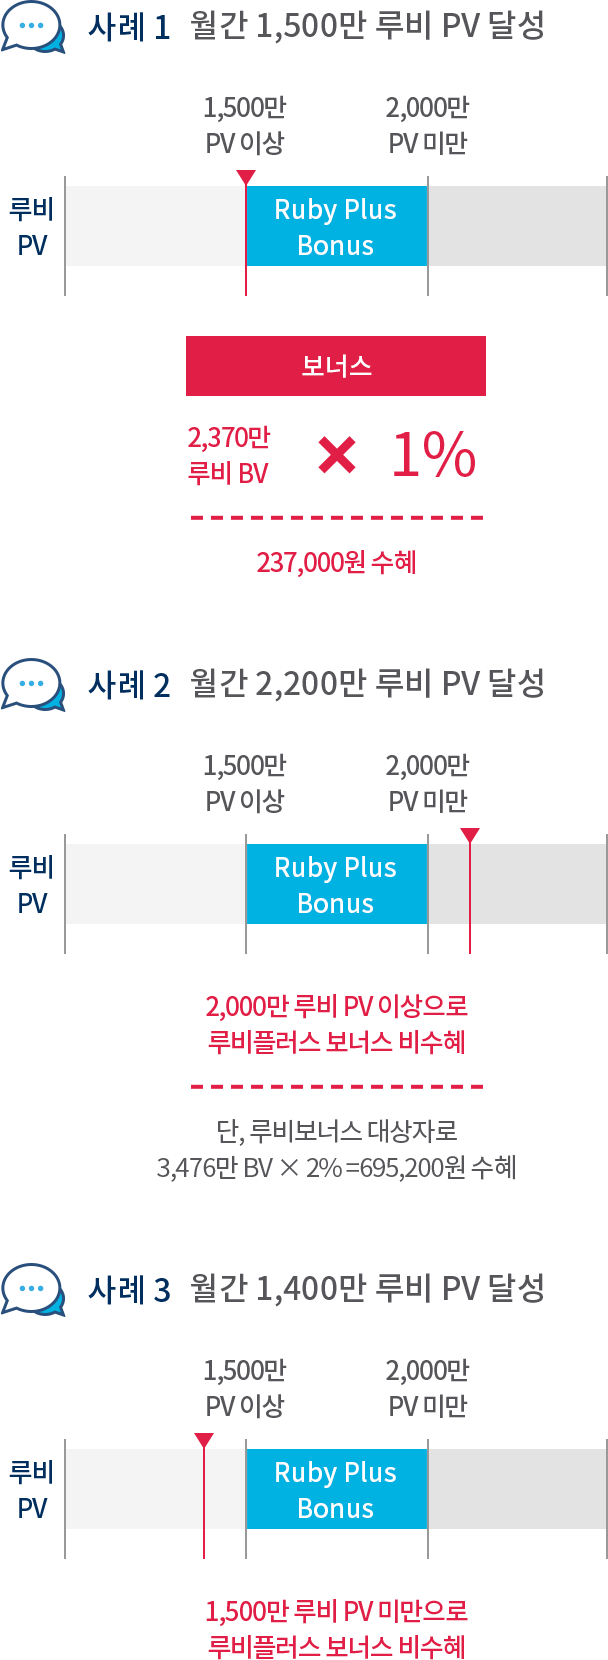 사례 1 월간 1,500만 루비 PV 달성
1,500만 2,000만
PV 이상 PV 미만
루비
PV
Ruby Plus
Bonus
보너스
2,370만
루비 BV
× 1%
237,000원 수혜
사례 2 월간 2,200만 루비 PV 달성
1,500만 2,000만
PV 이상 PV 미만
루비
PV
Ruby Plus
Bonus
2,000만 루비 PV 이상으로
루비플러스 보너스 비수혜
단, 루비보너스 대상자로
3,476만 BV × 2% =695,200원 수혜
사례 3 월간 1,400만 루비 PV 달성
1,500만 2,000만
PV 이상 PV 미만
루비
PV
Ruby Plus
Bonus
1,500만 루비 PV 미만으로
루비플러스 보너스 비수혜